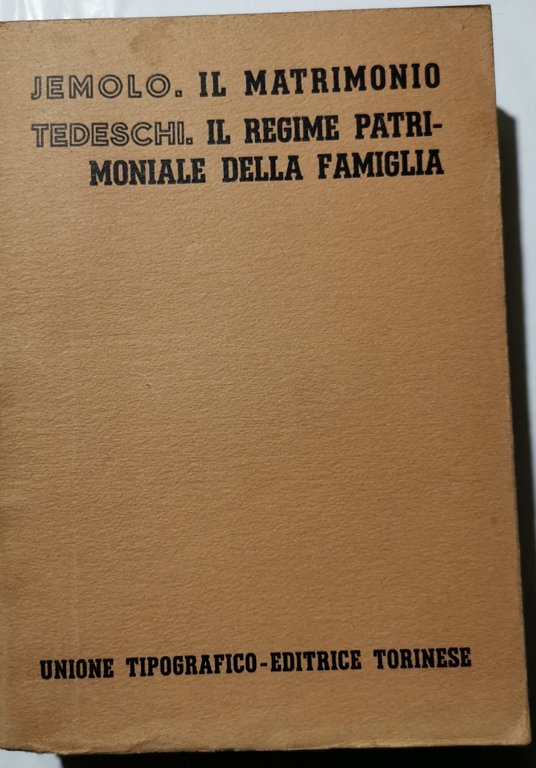 JEMOLO. IL MATRIMONIO
TEDESCHI. IL REGIME PATRI-
MONIALE DELLA FAMIGLIA
UNIONE TIPOGRAFICO-EDITRICE TORINESE